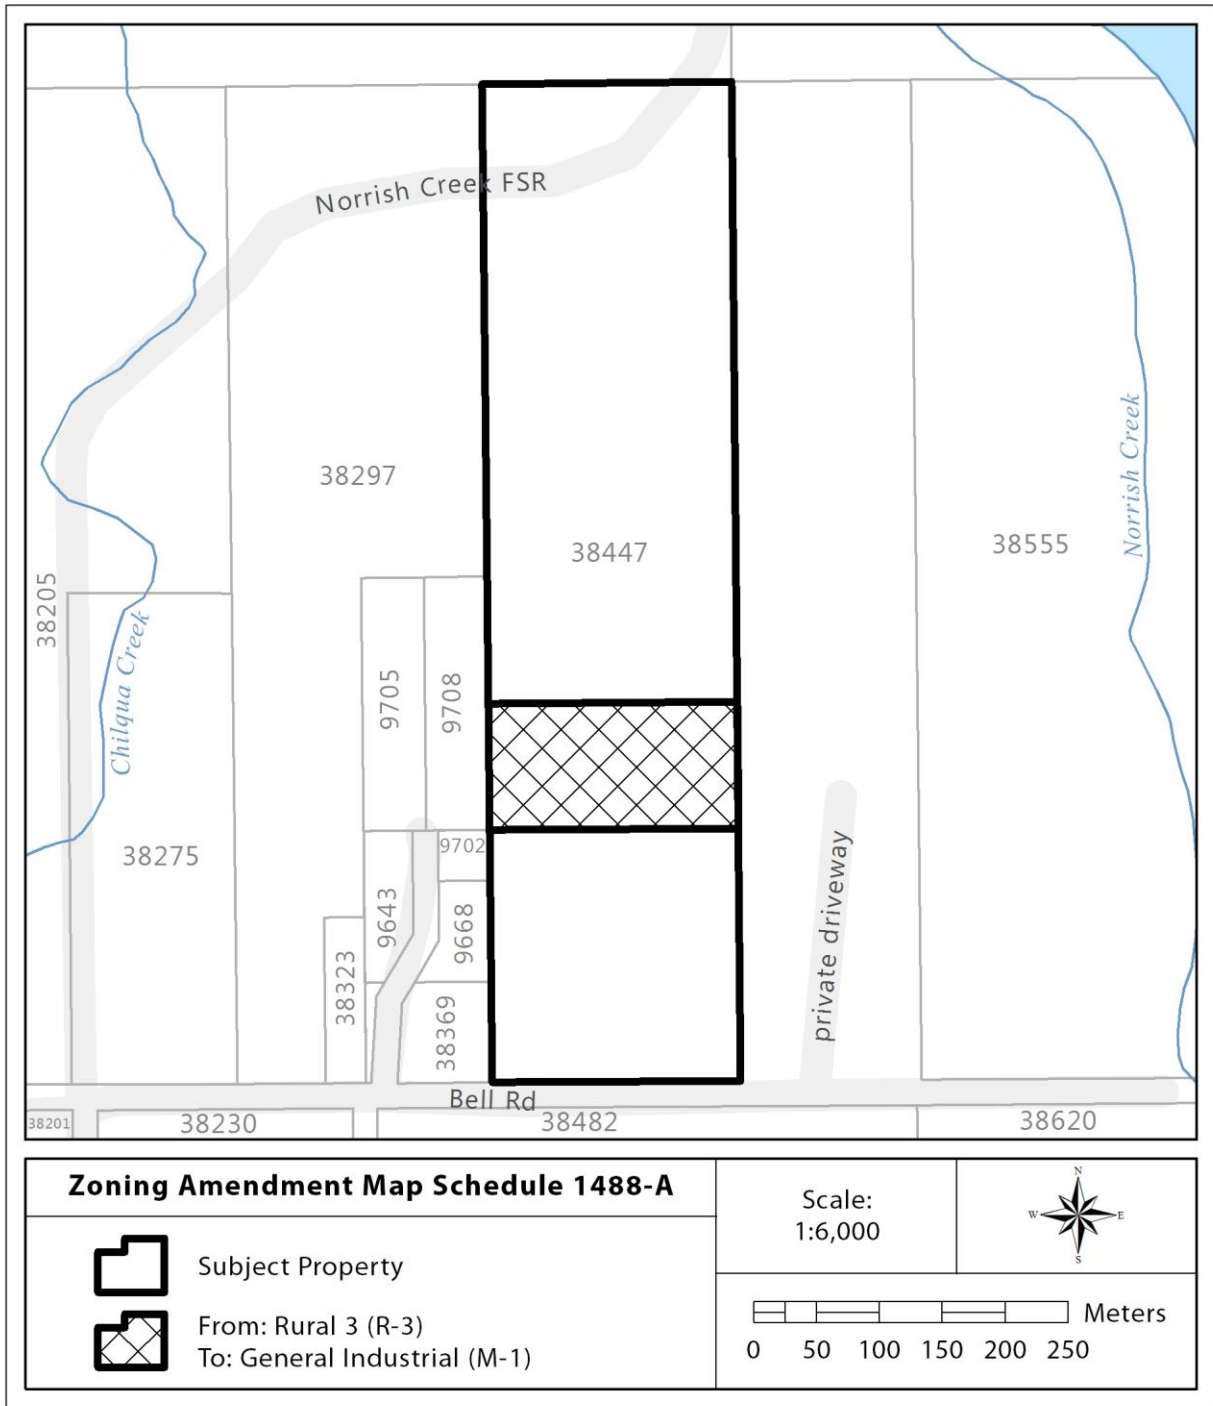 Norrish Creek FSR
38297
38447
38555
Norrish Creek
38205
Chilqua Creek
9705
9708
38275
9702
9643
9668
private driveway
38323
38369
Bell Rd
38201
38230
38482
38620
Zoning Amendment Map Schedule 1488-A
Subject Property
From: Rural 3 (R-3)
To: General Industrial (M-1)
Scale:
1:6,000
N
W
E
S
Meters
0 50 100 150 200 250